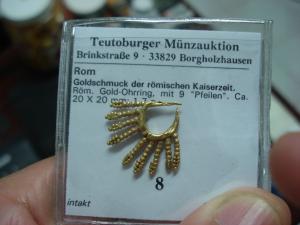 Teutoburger Münzauktion
Brinkstraße 9 · 33829 Borgholzhausen
Rom
Goldschmuck der römischen Kaiserzeit.
Röm. Gold-Ohrring, mit 9 "Pfeilen". Ca.
20 X 20 mm.
8
intakt